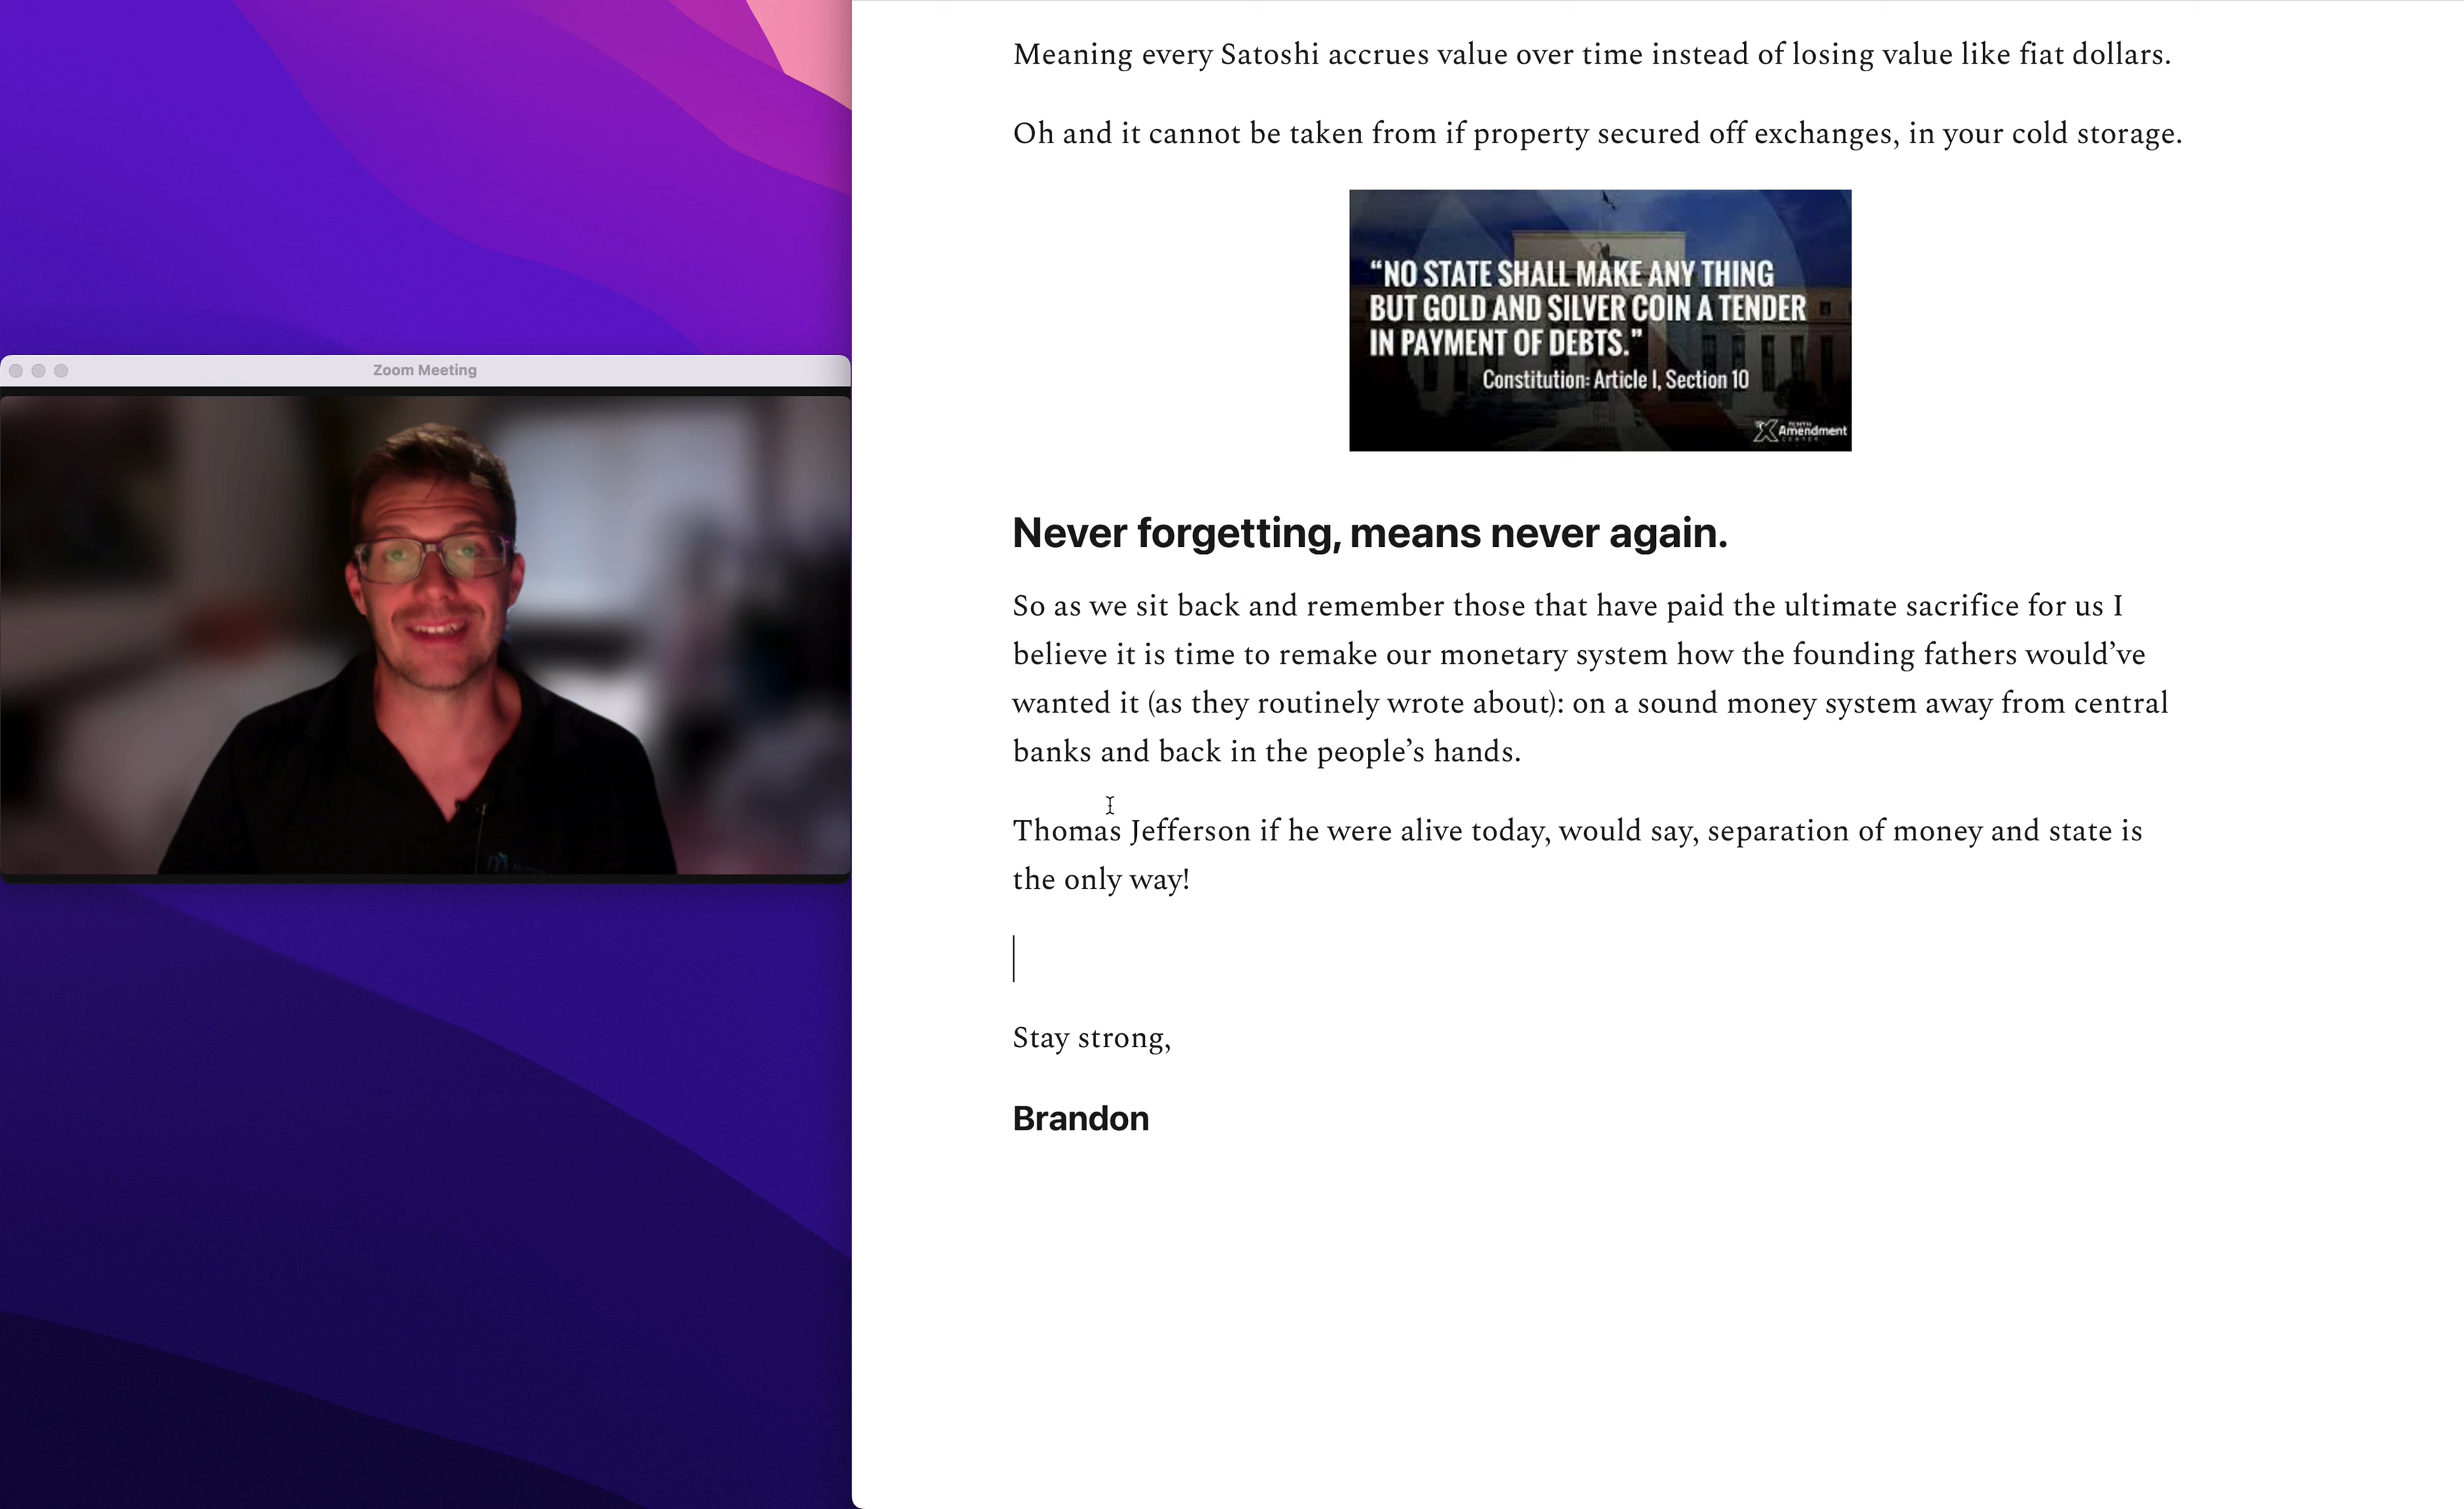 Meaning every Satoshi accrues value over time instead of losing value like fiat dollars.
Oh and it cannot be taken from if property secured off exchanges, in your cold storage.
“NO STATE SHALL MAKE ANY THING
BUT GOLD AND SILVER COIN A TENDER
IN PAYMENT OF DEBTS.”
Constitution: Article I, Section 10
TENTH
Amendment
CENTER
Zoom Meeting
Never forgetting, means never again.
So as we sit back and remember those that have paid the ultimate sacrifice for us I
believe it is time to remake our monetary system how the founding fathers would’ve
wanted it (as they routinely wrote about): on a sound money system away from central
banks and back in the people’s hands.
Thomas Jefferson if he were alive today, would say, separation of money and state is
the only way!
Stay strong,
Brandon